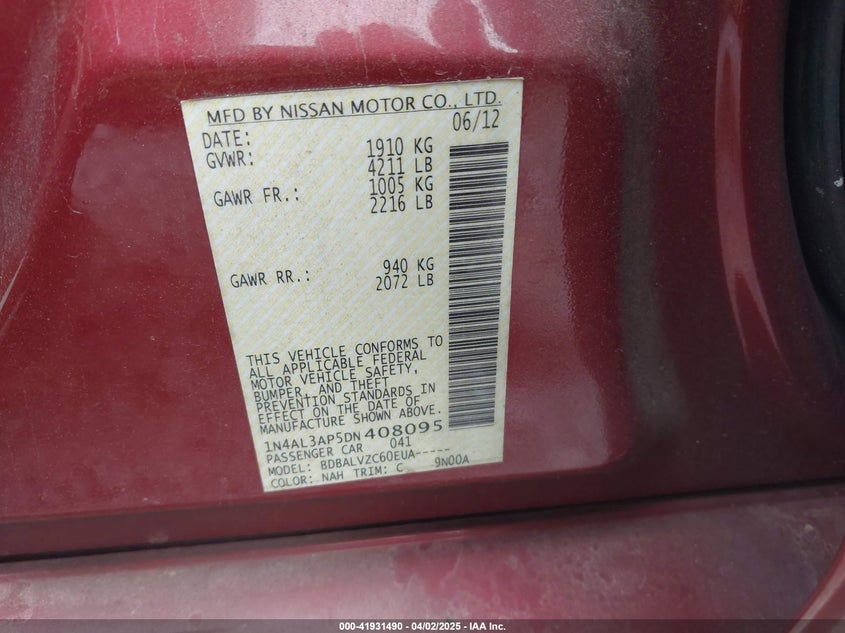 MFD BY NISSAN MOTOR CO., LTD.
DATE: 06/12
GVWR: 1910 KG
4211 LB
GAWR FR.: 1005 KG
2216 LB
GAWR RR.: 940 KG
2072 LB
THIS VEHICLE CONFORMS TO
ALL APPLICABLE FEDERAL
MOTOR VEHICLE SAFETY,
BUMPER, AND THEFT
PREVENTION STANDARDS IN
EFFECT ON THE DATE OF
MANUFACTURE SHOWN ABOVE.
1N4AL3AP5DN408095
PASSENGER CAR 041
MODEL: BDBALVZC60EUA-----
COLOR: NAH TRIM: C 9N00A
000-41931490 - 04/02/2025 - IAA Inc.